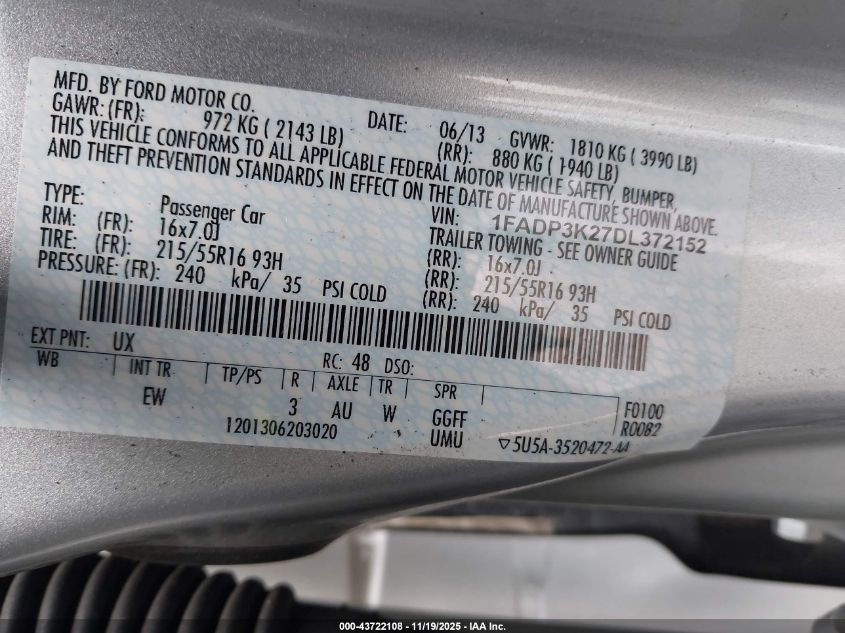 MFD. BY FORD MOTOR CO. DATE: 06/13 GVWR: 1810 KG ( 3990 LB)
GAWR: (FR): 972 KG ( 2143 LB) (RR): 880 KG ( 1940 LB)
THIS VEHICLE CONFORMS TO ALL APPLICABLE FEDERAL MOTOR VEHICLE SAFETY, BUMPER,
AND THEFT PREVENTION STANDARDS IN EFFECT ON THE DATE OF MANUFACTURE SHOWN ABOVE.
VIN: 1FADP3K27DL372152
TYPE: Passenger Car TRAILER TOWING - SEE OWNER GUIDE
RIM: (FR): 16x7.0J (RR): 16x7.0J
TIRE: (FR): 215/55R16 93H (RR): 215/55R16 93H
PRESSURE: (FR): 240 kPa/ 35 PSI COLD (RR): 240 kPa/ 35 PSI COLD
EXT PNT: UX RC: 48 DSO:
WB INT TR TP/PS R AXLE TR SPR
EW 3 AU W GGFF F0100
1201306203020 UMU R0082
▽5U5A-3520472-AA
000-43722108 - 11/19/2025 - IAA Inc.